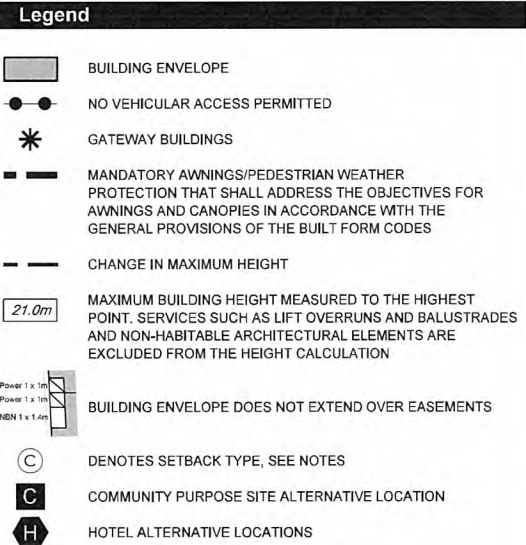 Legend
BUILDING ENVELOPE
NO VEHICULAR ACCESS PERMITTED
GATEWAY BUILDINGS
MANDATORY AWNINGS/PEDESTRIAN WEATHER
PROTECTION THAT SHALL ADDRESS THE OBJECTIVES FOR
AWNINGS AND CANOPIES IN ACCORDANCE WITH THE
GENERAL PROVISIONS OF THE BUILT FORM CODES
CHANGE IN MAXIMUM HEIGHT
21.0m
MAXIMUM BUILDING HEIGHT MEASURED TO THE HIGHEST
POINT. SERVICES SUCH AS LIFT OVERRUNS AND BALUSTRADES
AND NON-HABITABLE ARCHITECTURAL ELEMENTS ARE
EXCLUDED FROM THE HEIGHT CALCULATION
Power 1 x 1m
Power 1 x 1m
NBN 1 x 1.4m
BUILDING ENVELOPE DOES NOT EXTEND OVER EASEMENTS
C
DENOTES SETBACK TYPE, SEE NOTES
C
COMMUNITY PURPOSE SITE ALTERNATIVE LOCATION
H
HOTEL ALTERNATIVE LOCATIONS